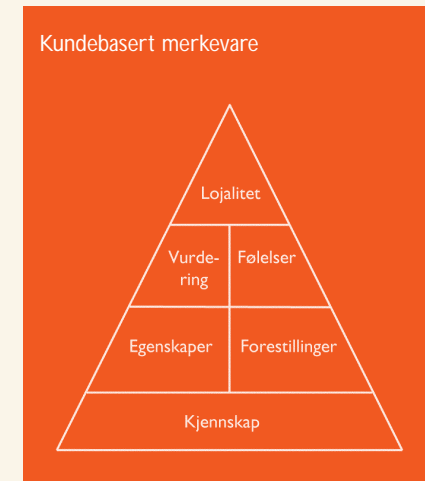 Kundebasert merkevare
Lojalitet
Vurde-
ring
Følelser
Egenskaper
Forestillinger
Kjennskap